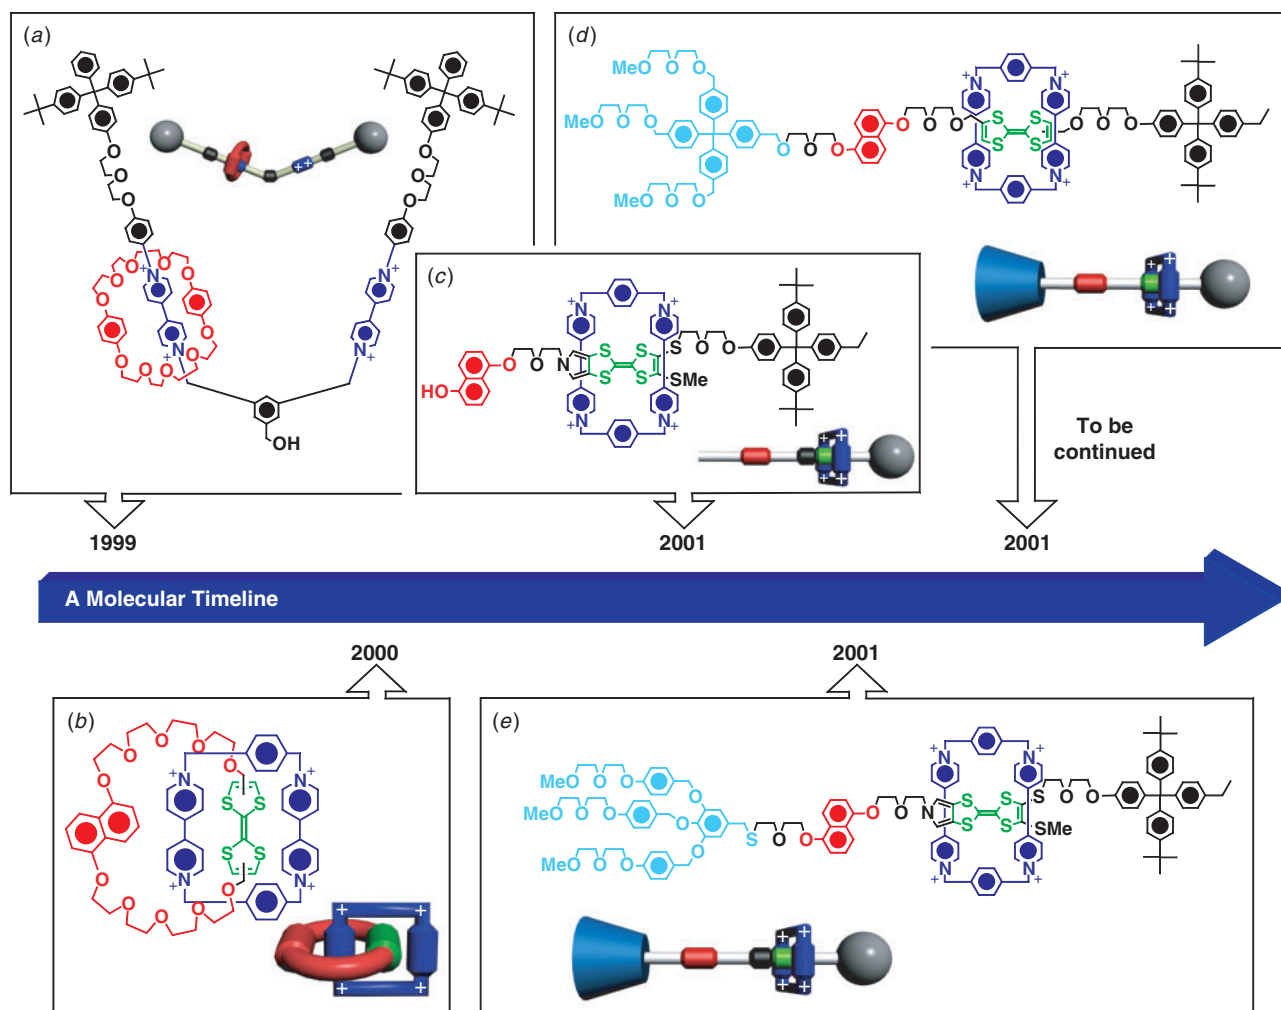 (a)
O O
O O
O O
O O O O
N+ N+
O O
O O
N+ N+
O O O O
OH
1999
(d)
O O
MeO O
O O
MeO O
O O O
O O O
MeO O
N+ N+
S S
S S
N+ N+
O O O
(c)
N+ N+
S O O
S S
O O N
S S
HO
SMe
N+ N+
2001
To be
continued
2001
A Molecular Timeline
2000
2001
(b)
O O O
O O
N+ N+
O O
S S
S S
O O
N+ N+
O O
O O
(e)
MeO O O O
MeO O O O
MeO O O O
S O O
O O N
N+ N+
S S
S S
S O O
SMe
N+ N+